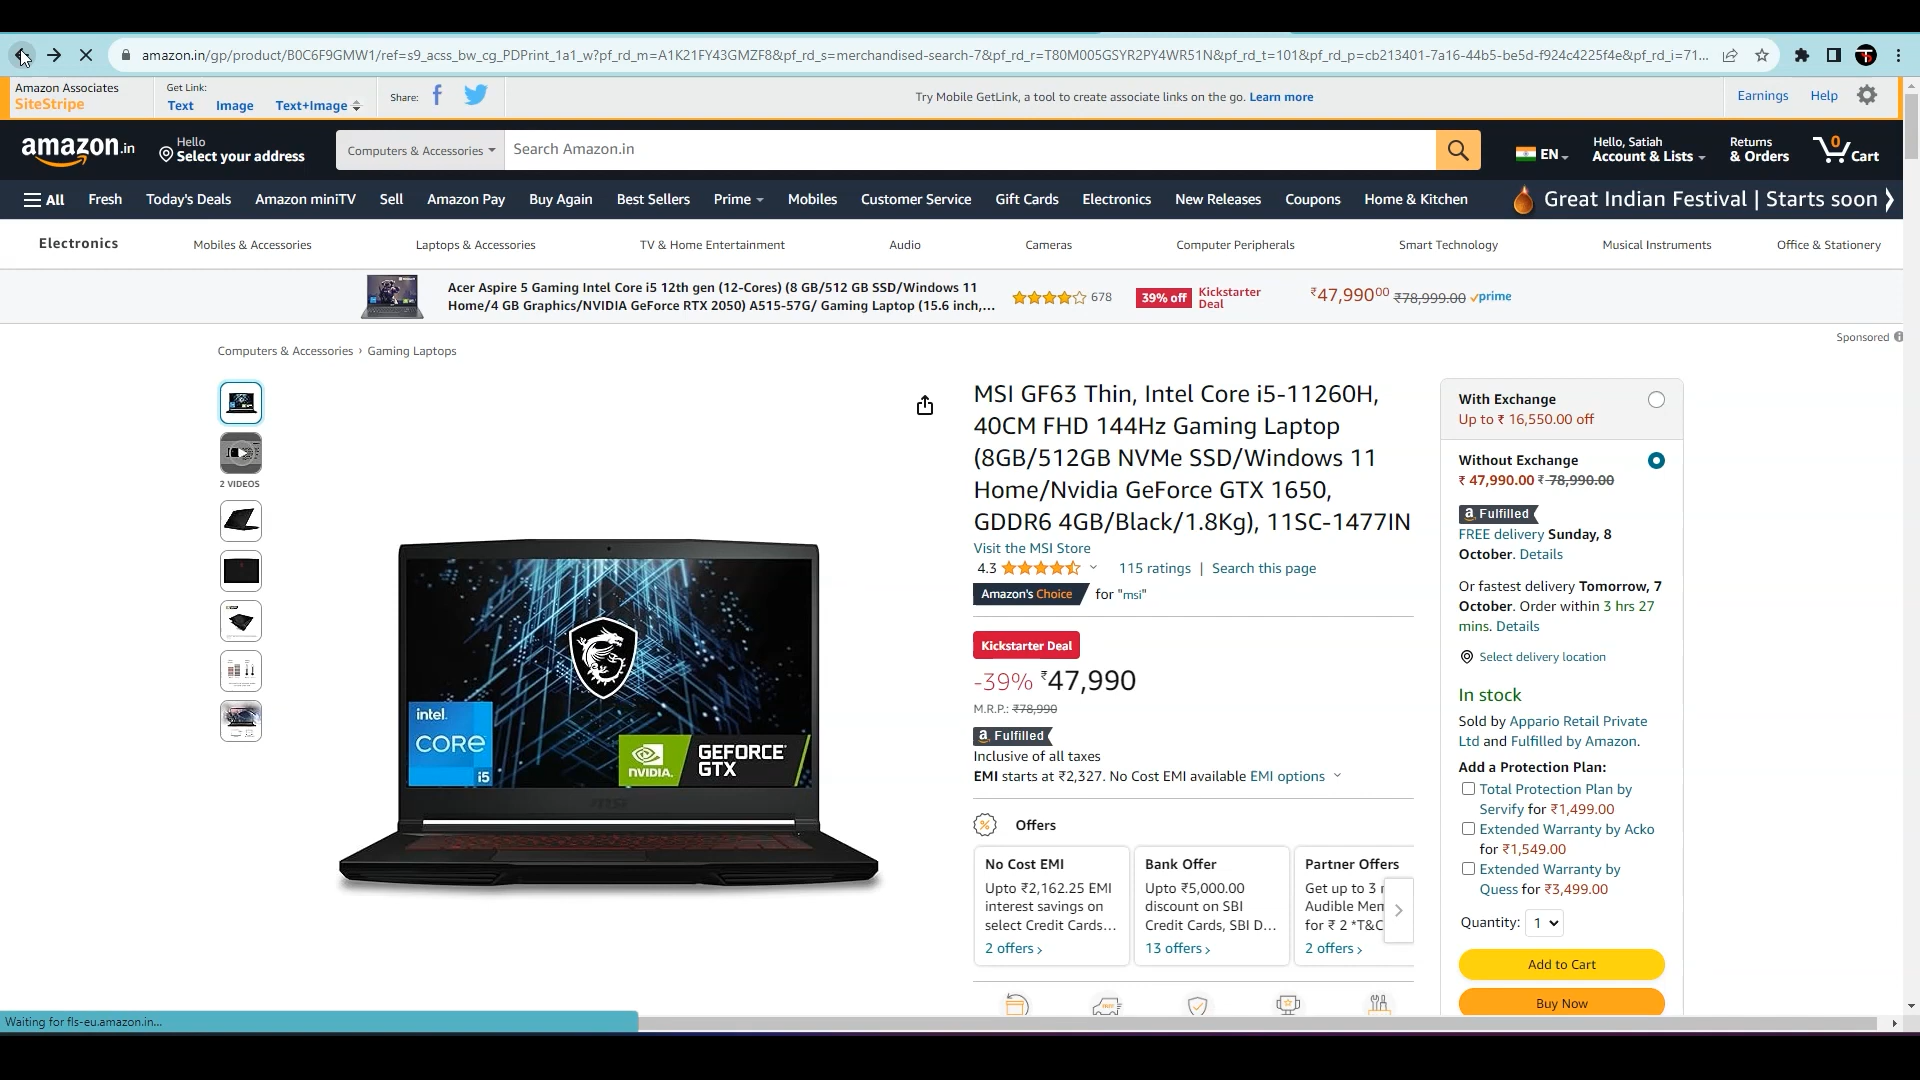 amazon.in/gp/product/B0C6F9GMW1/ref=s9_acss_bw_cg_PDPrint_1a1_w?pf_rd_m=A1K21FY43GMZF8&pf_rd_s=merchandised-search-7&pf_rd_r=T80M005GSYR2PY4WR51N&pf_rd_t=101&pf_rd_p=cb213401-7a16-44b5-be5d-f924c4225f4e&pf_rd_i=71...
Amazon Associates
SiteStripe
Get Link:
Text Image Text+Image
Share:
Try Mobile GetLink, a tool to create associate links on the go. Learn more
Earnings Help
amazon.in
Hello
Select your address
Computers & Accessories
Search Amazon.in
EN
Hello, Satiah
Account & Lists
Returns
& Orders
0
Cart
All Fresh Today's Deals Amazon miniTV Sell Amazon Pay Buy Again Best Sellers Prime Mobiles Customer Service Gift Cards Electronics New Releases Coupons Home & Kitchen
Great Indian Festival | Starts soon
Electronics Mobiles & Accessories Laptops & Accessories TV & Home Entertainment Audio Cameras Computer Peripherals Smart Technology Musical Instruments Office & Stationery
Acer Aspire 5 Gaming Intel Core i5 12th gen (12-Cores) (8 GB/512 GB SSD/Windows 11
Home/4 GB Graphics/NVIDIA GeForce RTX 2050) A515-57G/ Gaming Laptop (15.6 inch,...
678
39% off
Kickstarter
Deal
₹47,990⁰⁰ ₹78,999.00 prime
Sponsored
Computers & Accessories › Gaming Laptops
2 VIDEOS
intel.
CORE
i5
NVIDIA.
GEFORCE
GTX
msi
MSI GF63 Thin, Intel Core i5-11260H,
40CM FHD 144Hz Gaming Laptop
(8GB/512GB NVMe SSD/Windows 11
Home/Nvidia GeForce GTX 1650,
GDDR6 4GB/Black/1.8Kg), 11SC-1477IN
Visit the MSI Store
4.3 115 ratings | Search this page
Amazon's Choice for "msi"
Kickstarter Deal
-39% ₹47,990
M.R.P.: ₹78,990
a Fulfilled
Inclusive of all taxes
EMI starts at ₹2,327. No Cost EMI available EMI options
Offers
No Cost EMI
Upto ₹2,162.25 EMI
interest savings on
select Credit Cards...
2 offers ›
Bank Offer
Upto ₹5,000.00
discount on SBI
Credit Cards, SBI D...
13 offers ›
Partner Offers
Get up to 3
Audible Mem
for ₹ 2 *T&C
2 offers ›
With Exchange
Up to ₹ 16,550.00 off
Without Exchange
₹ 47,990.00 ₹ 78,990.00
a Fulfilled
FREE delivery Sunday, 8
October. Details
Or fastest delivery Tomorrow, 7
October. Order within 3 hrs 27
mins. Details
Select delivery location
In stock
Sold by Appario Retail Private
Ltd and Fulfilled by Amazon.
Add a Protection Plan:
Total Protection Plan by
Servify for ₹1,499.00
Extended Warranty by Acko
for ₹1,549.00
Extended Warranty by
Quess for ₹3,499.00
Quantity: 1
Add to Cart
Buy Now
Waiting for fls-eu.amazon.in...